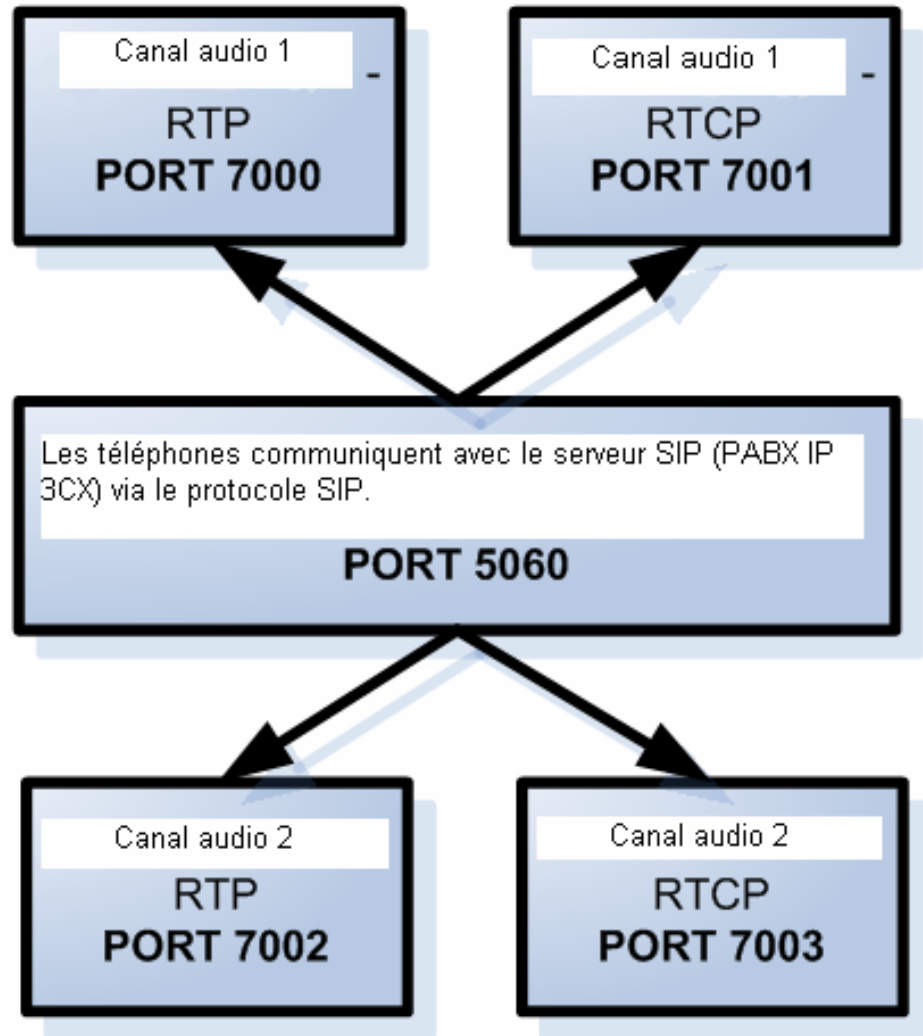 Canal audio 1
-
RTP
PORT 7000
Canal audio 1
-
RTCP
PORT 7001
Les téléphones communiquent avec le serveur SIP (PABX IP
3CX) via le protocole SIP.
PORT 5060
Canal audio 2
RTP
PORT 7002
Canal audio 2
RTCP
PORT 7003